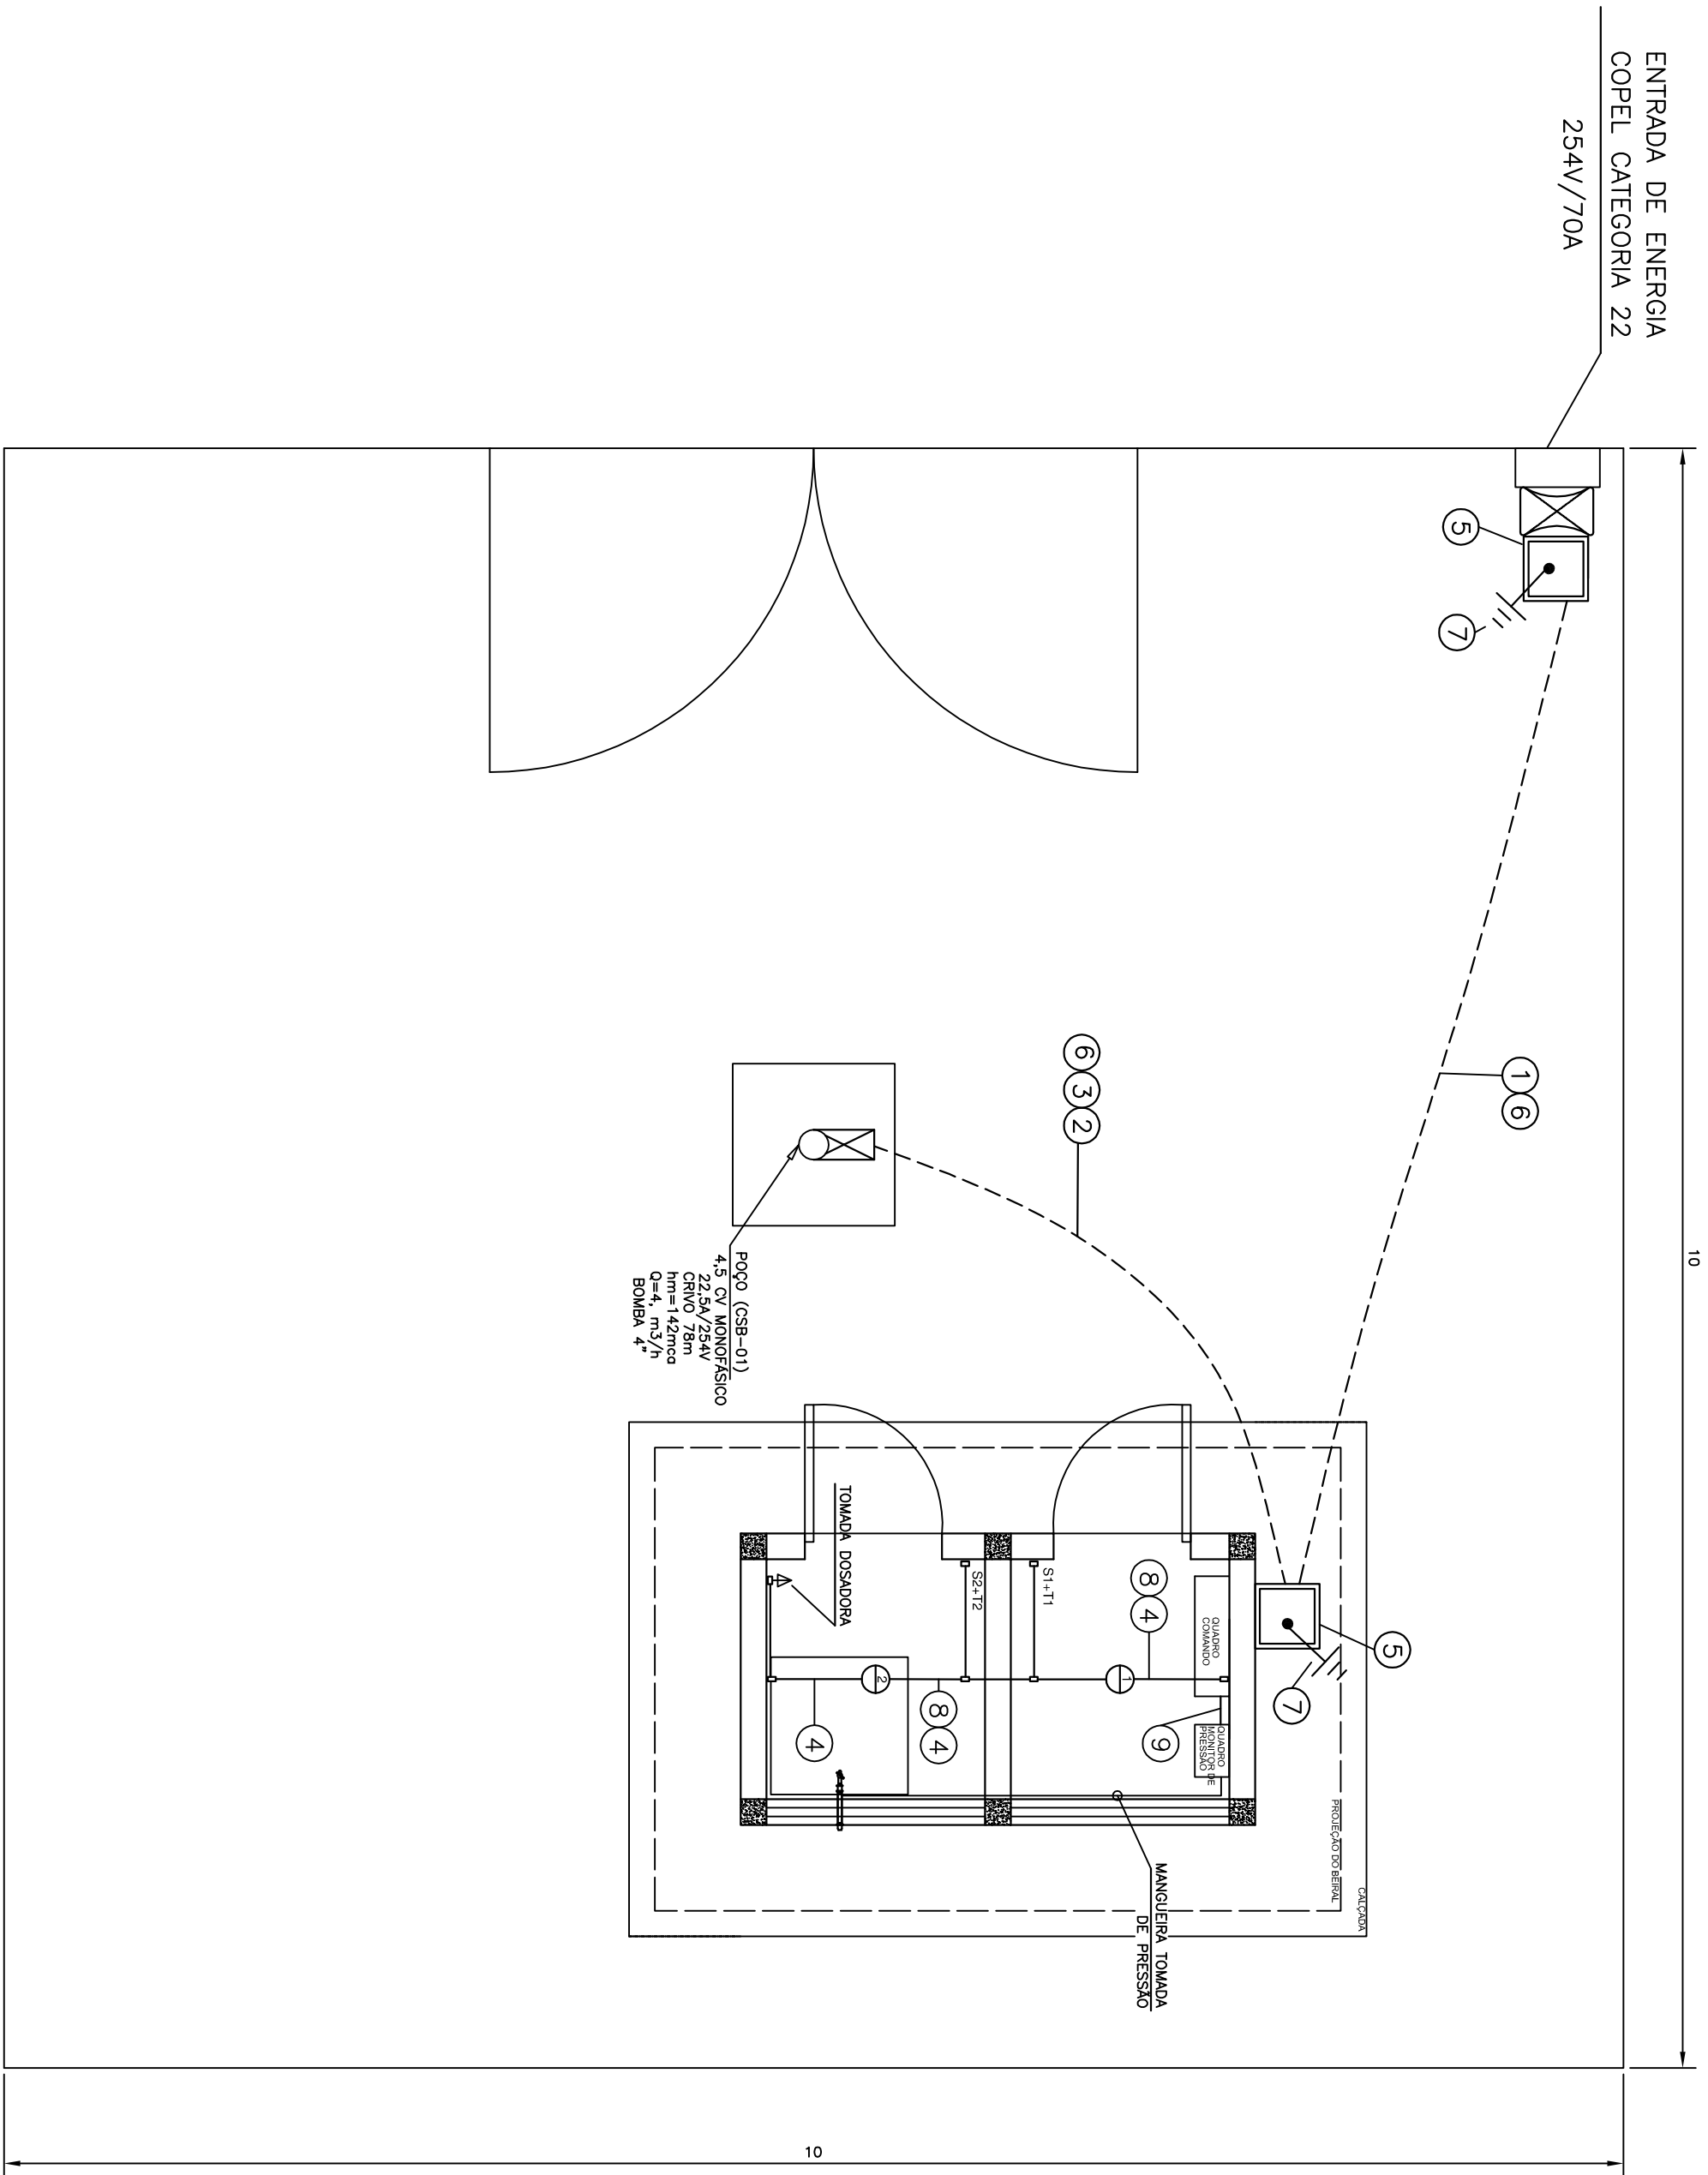 ENTRADA DE ENERGIA
COPEL CATEGORIA 22
254V/70A
10
5
7
1 6
6 3 2
POÇO (CSB-01)
4,5 CV MONOFÁSICO
22,5A/254V
CRIVO 78m
hm=142mca
Q=4, m3/h
BOMBA 4"
5
7
8 4
QUADRO
COMANDO
S1+T1
S2+T2
TOMADA DOSADORA
1
2
8 4
4
9
QUADRO
MONITOR DE
PRESSÃO
PROJEÇÃO DO BEIRAL
CALÇADA
MANGUEIRA TOMADA
DE PRESSÃO
10